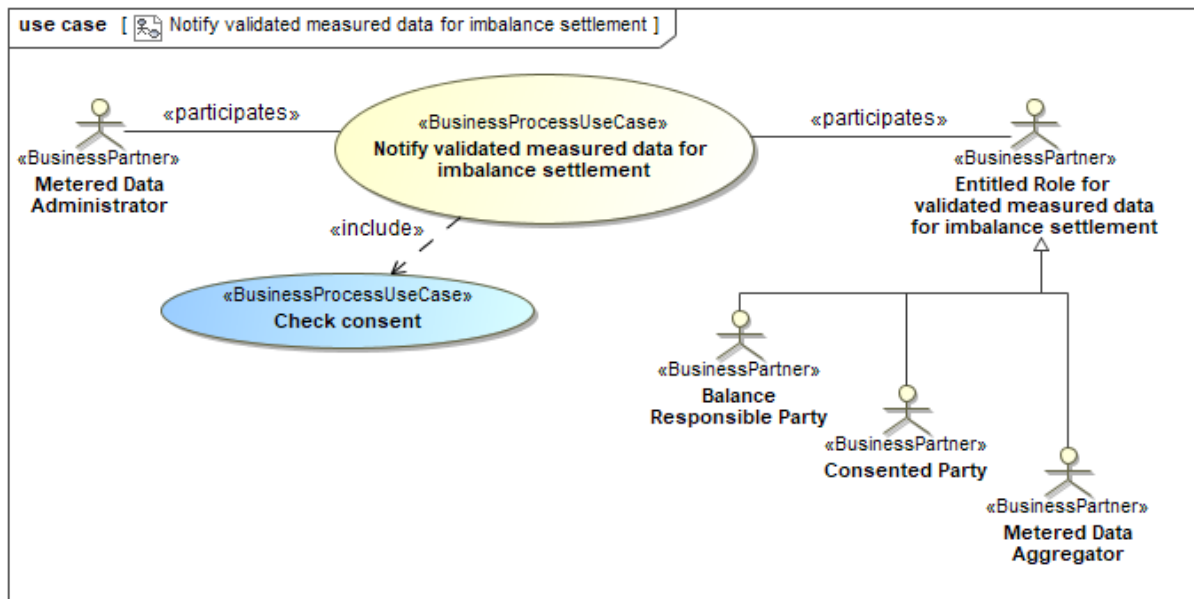 use case [ Notify validated measured data for imbalance settlement ]
«participates»
«BusinessProcessUseCase»
Notify validated measured data for
imbalance settlement
«participates»
«BusinessPartner»
Metered Data
Administrator
«BusinessPartner»
Entitled Role for
validated measured data
for imbalance settlement
«include»
«BusinessProcessUseCase»
Check consent
«BusinessPartner»
Balance
Responsible Party
«BusinessPartner»
Consented Party
«BusinessPartner»
Metered Data
Aggregator